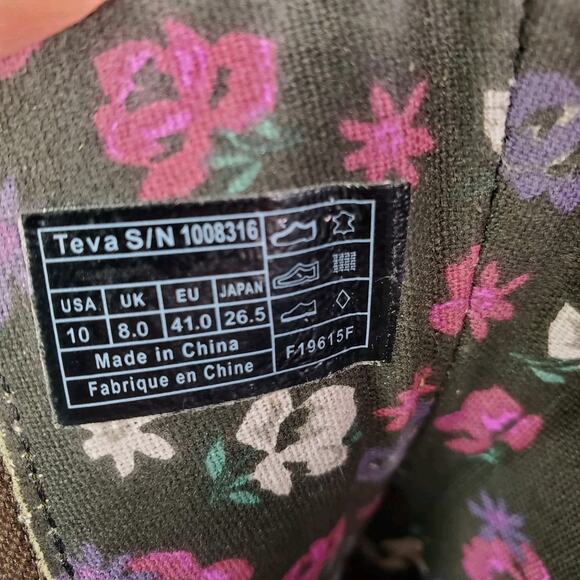 Teva S/N 1008316
USA UK EU JAPAN
10 8.0 41.0 26.5
Made in China
Fabrique en Chine
F19615F